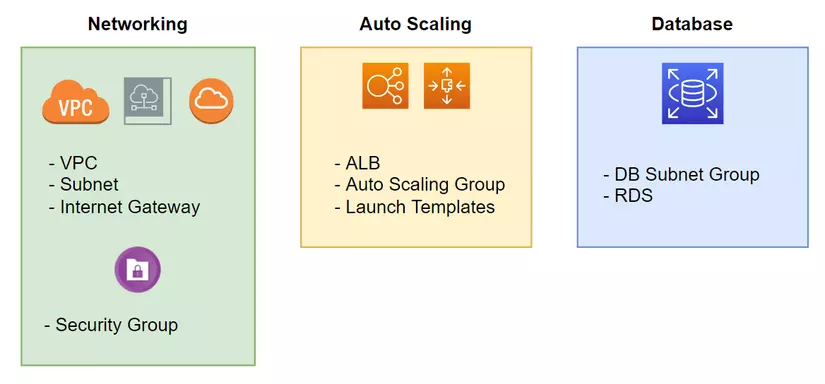 Networking
VPC
- VPC
- Subnet
- Internet Gateway
- Security Group
Auto Scaling
- ALB
- Auto Scaling Group
- Launch Templates
Database
- DB Subnet Group
- RDS